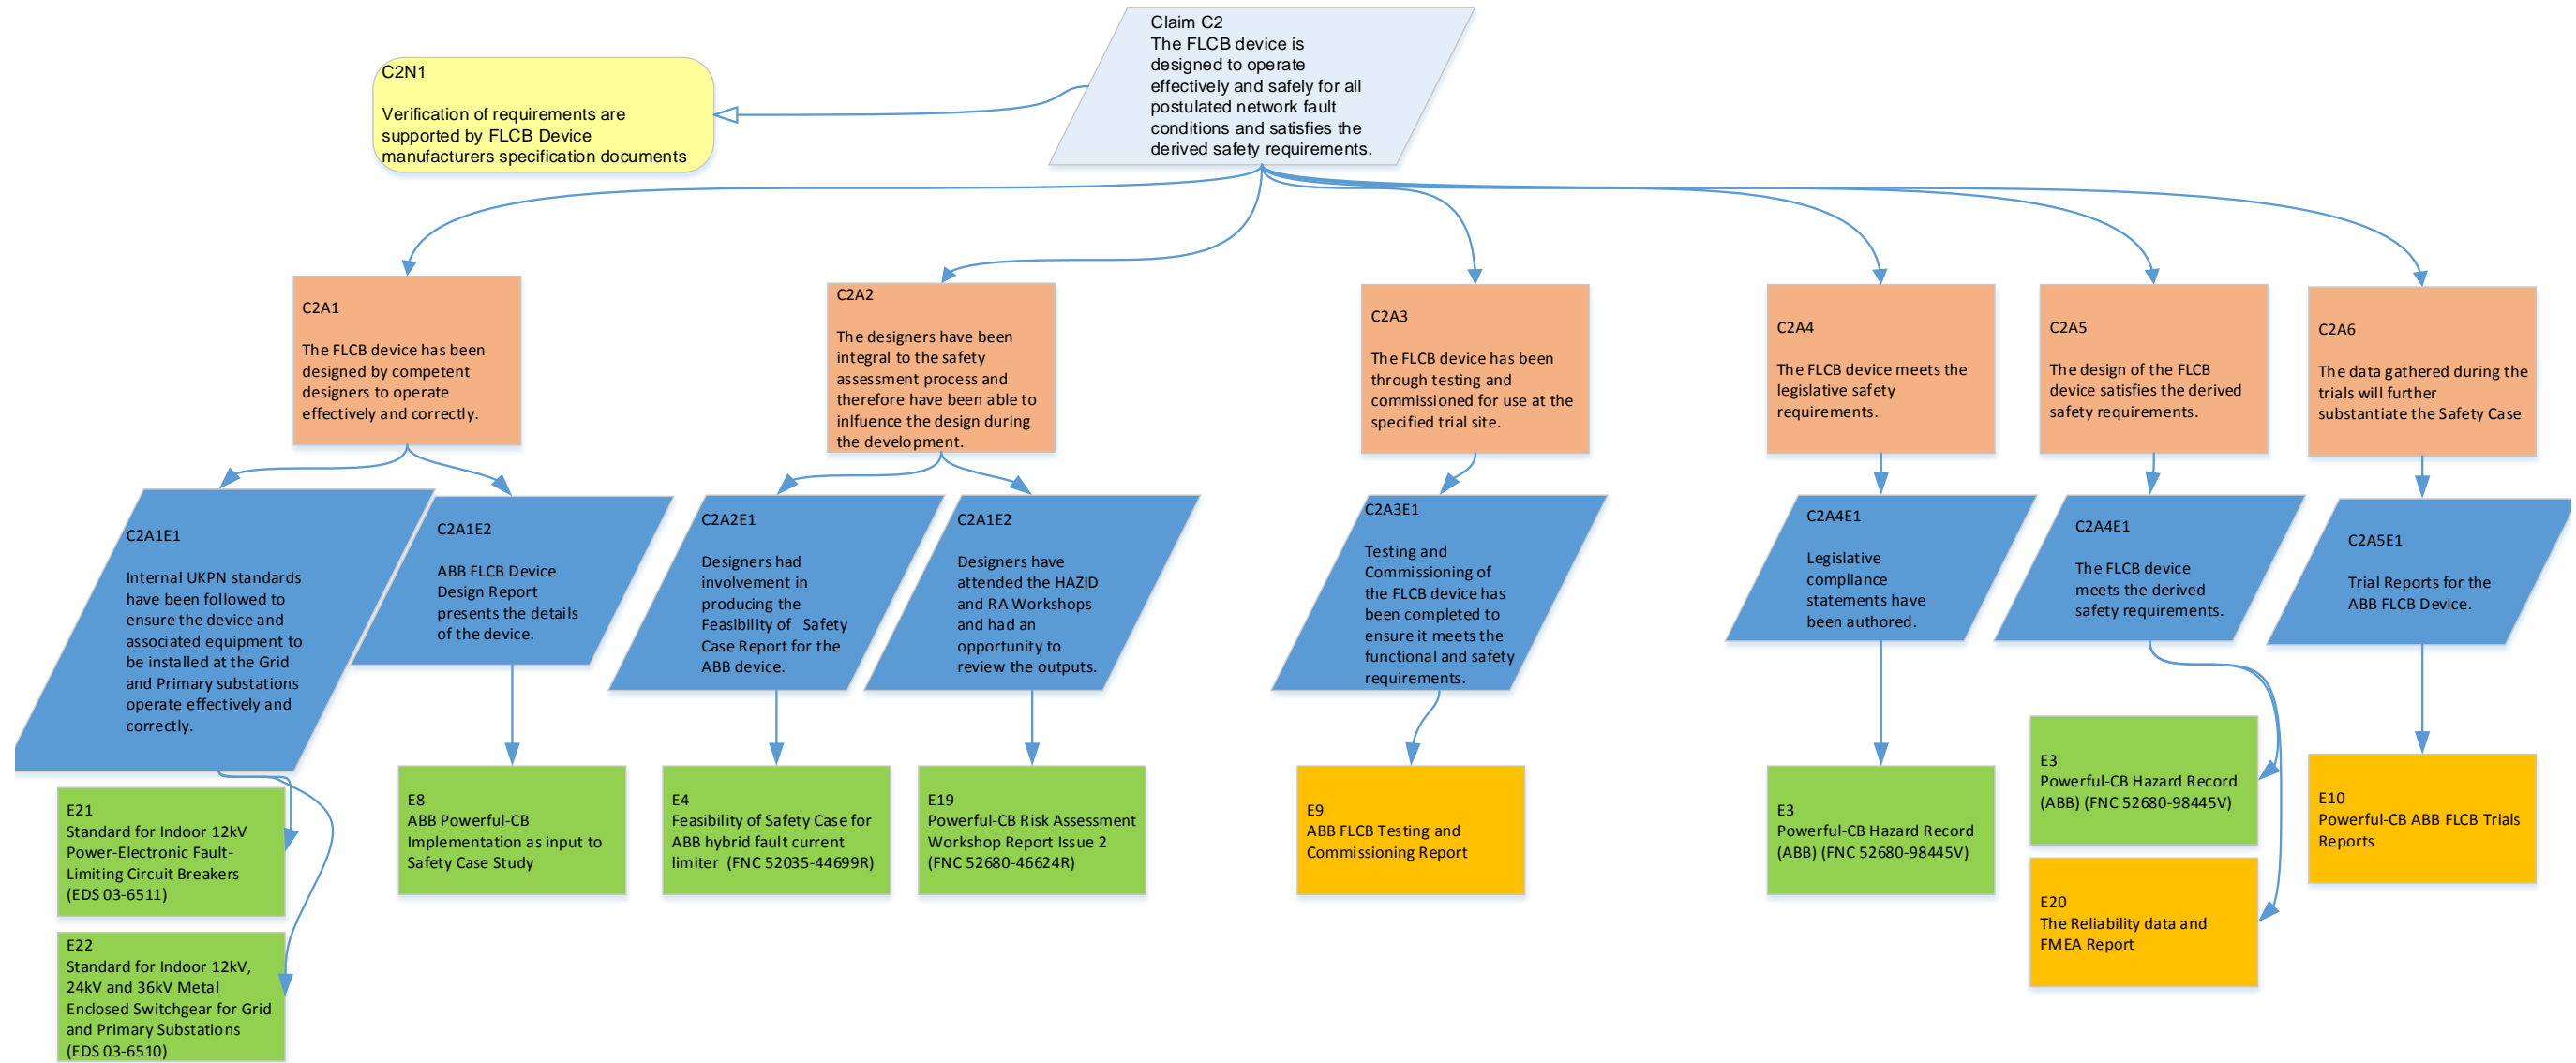 Claim C2
The FLCB device is
designed to operate
effectively and safely for all
postulated network fault
conditions and satisfies the
derived safety requirements.
C2N1
Verification of requirements are
supported by FLCB Device
manufacturers specification documents
C2A1
The FLCB device has been
designed by competent
designers to operate
effectively and correctly.
C2A2
The designers have been
integral to the safety
assessment process and
therefore have been able to
inlfuence the design during
the development.
C2A3
The FLCB device has been
through testing and
commissioned for use at the
specified trial site.
C2A4
The FLCB device meets the
legislative safety
requirements.
C2A5
The design of the FLCB
device satisfies the derived
safety requirements.
C2A6
The data gathered during the
trials will further
substantiate the Safety Case
C2A1E1
Internal UKPN standards
have been followed to
ensure the device and
associated equipment to
be installed at the Grid
and Primary substations
operate effectively and
correctly.
C2A1E2
ABB FLCB Device
Design Report
presents the details
of the device.
C2A2E1
Designers had
involvement in
producing the
Feasibility of Safety
Case Report for the
ABB device.
C2A1E2
Designers have
attended the HAZID
and RA Workshops
and had an
opportunity to
review the outputs.
C2A3E1
Testing and
Commissioning of
the FLCB device has
been completed to
ensure it meets the
functional and safety
requirements.
C2A4E1
Legislative
compliance
statements have
been authored.
C2A4E1
The FLCB device
meets the derived
safety requirements.
C2A5E1
Trial Reports for the
ABB FLCB Device.
E21
Standard for Indoor 12kV
Power-Electronic Fault-
Limiting Circuit Breakers
(EDS 03-6511)
E22
Standard for Indoor 12kV,
24kV and 36kV Metal
Enclosed Switchgear for Grid
and Primary Substations
(EDS 03-6510)
E8
ABB Powerful-CB
Implementation as input to
Safety Case Study
E4
Feasibility of Safety Case for
ABB hybrid fault current
limiter (FNC 52035-44699R)
E19
Powerful-CB Risk Assessment
Workshop Report Issue 2
(FNC 52680-46624R)
E9
ABB FLCB Testing and
Commissioning Report
E3
Powerful-CB Hazard Record
(ABB) (FNC 52680-98445V)
E3
Powerful-CB Hazard Record
(ABB) (FNC 52680-98445V)
E20
The Reliability data and
FMEA Report
E10
Powerful-CB ABB FLCB Trials
Reports